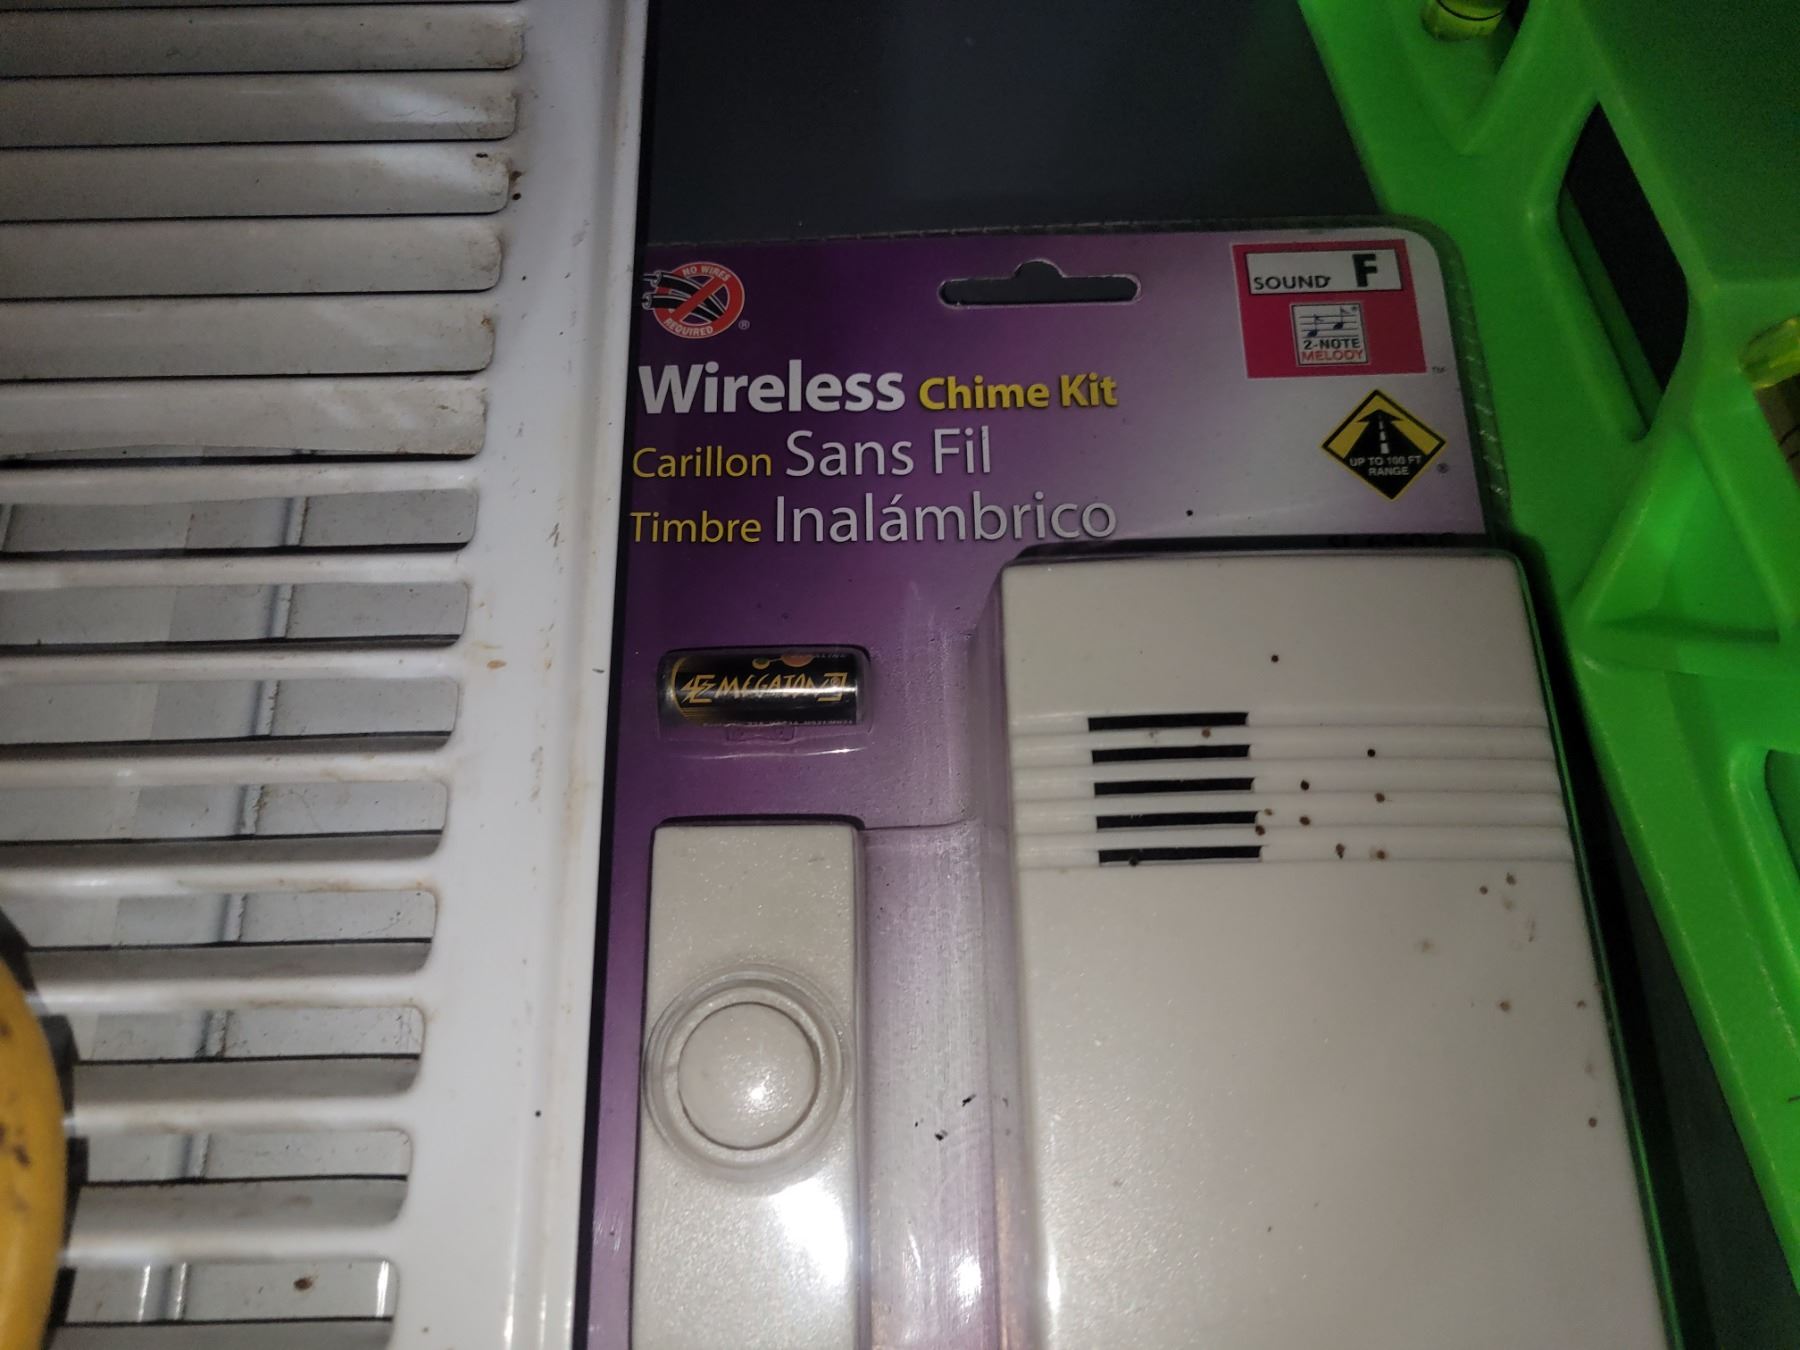 NO WIRES
REQUIRED
®
SOUND F
2-NOTE
MELODY
TM
Wireless Chime Kit
Carillon Sans Fil
Timbre Inalámbrico
UP TO 100 FT
RANGE
®
MEGATON